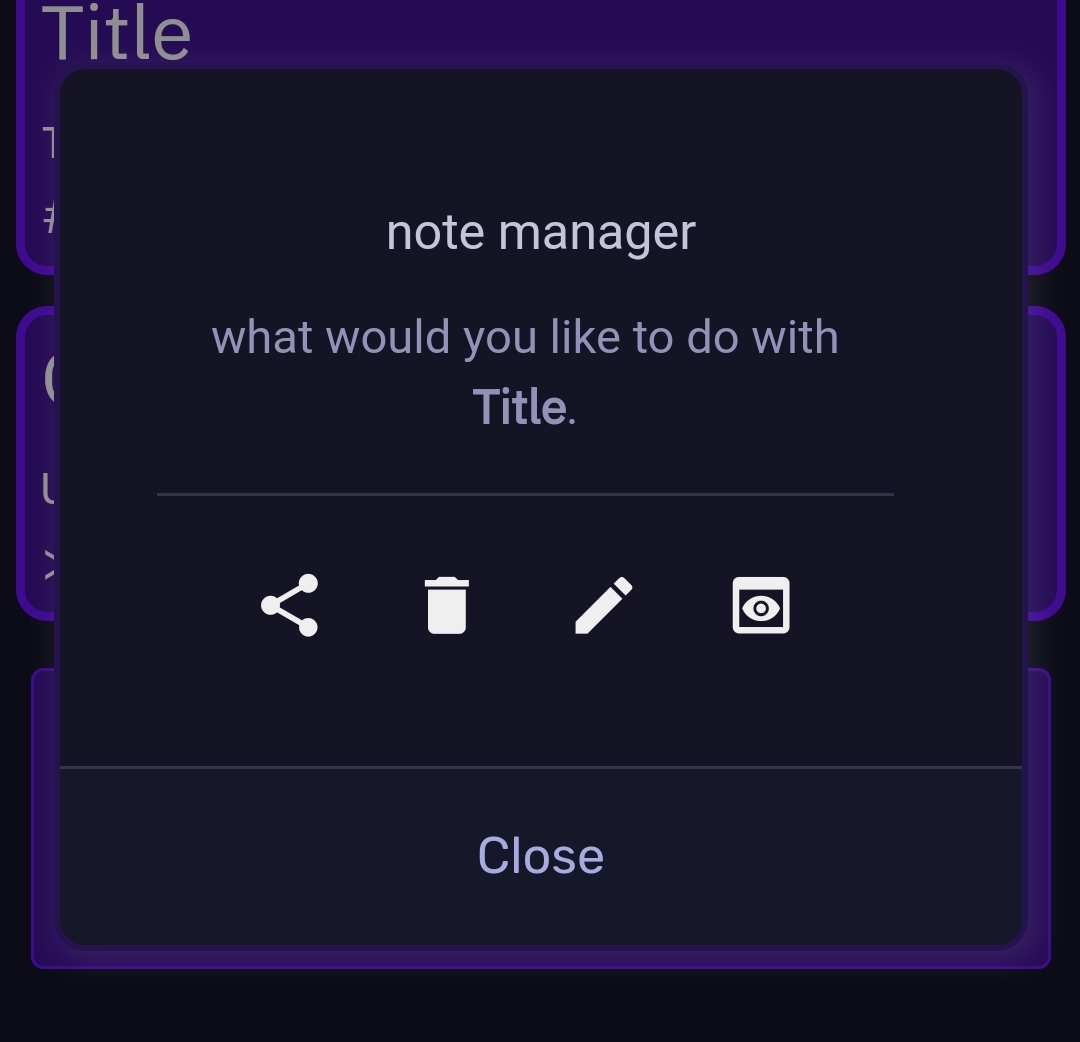 Title
note manager
what would you like to do with
Title.
Close